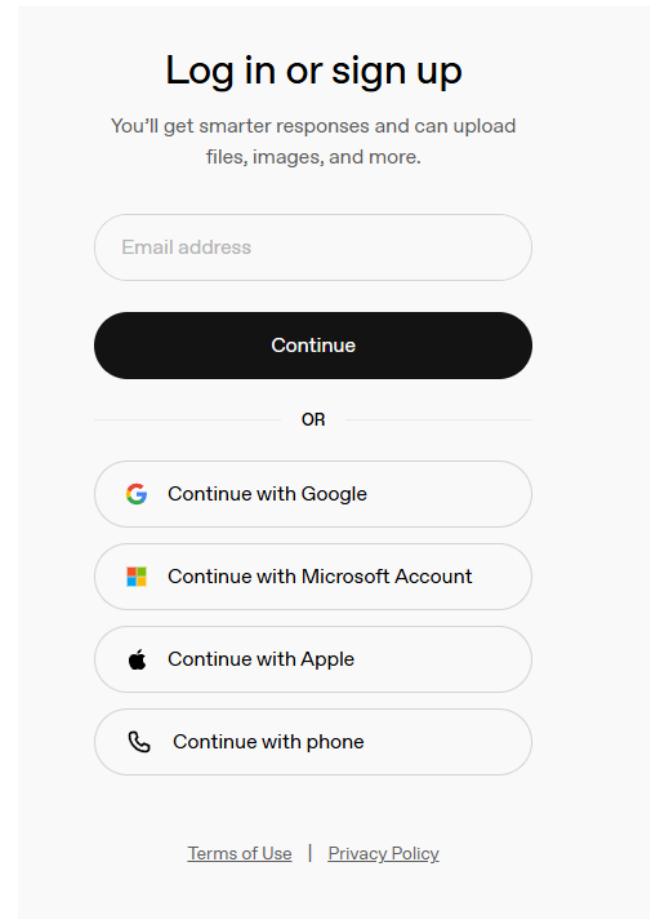 Log in or sign up
You’ll get smarter responses and can upload
files, images, and more.
Email address
Continue
OR
Continue with Google
Continue with Microsoft Account
Continue with Apple
Continue with phone
Terms of Use | Privacy Policy